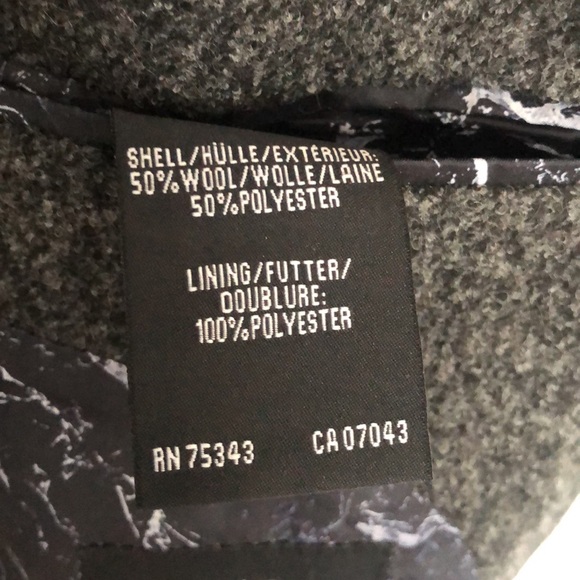 SHELL/HÜLLE/EXTÉRIEUR:
50%WOOL/WOLLE/LAINE
50%POLYESTER
LINING/FUTTER/
DOUBLURE:
100%POLYESTER
RN 75343 CA 07043